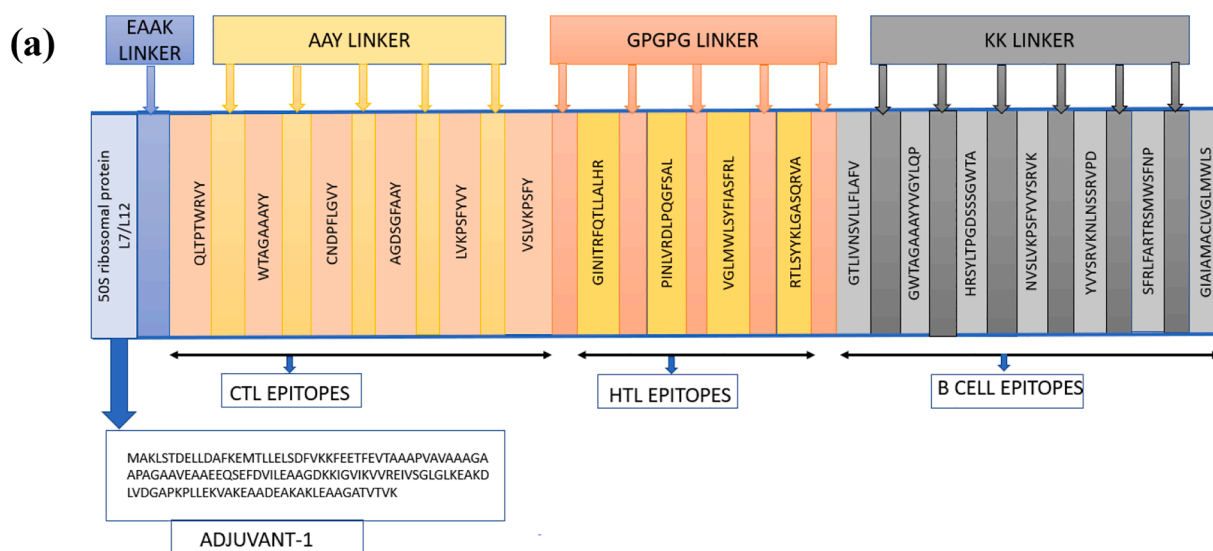 (a)
EAAK
LINKER
AAY LINKER
GPGPG LINKER
KK LINKER
50S ribosomal protein
L7/L12
QLTPTWRVY
WTAGAAAYY
CNDPFLGVY
AGDSGFAAY
LVKPSFYVY
VSLVKPSFY
GINITRFQTLLALHR
PINLVRDLPQGFSAL
VGLMWLSYFIASFRL
RTLSYYKLGASQRVA
GTLIVNSVLLFLAFV
GWTAGAAAYYVGYLQP
HRSYLTPGDSSSGWTA
NVSLVKPSFYVYSRVK
YVYSRVKNLNSSRVPD
SFRLFARTRSMWSFNP
GIAIAMACLVGLMWLS
CTL EPITOPES
HTL EPITOPES
B CELL EPITOPES
MAKLSTDELLDAFKEMTLLELSDFVKKFEETFEVTAAAPVAVAAAGA
APAGAAVEAAEEQSEFDVILEAAGDKKIGVIKVVREIVSGLGLKEAKD
LVDGAPKPLLEKVAKEAADEAKAKLEAAGATVTVK
ADJUVANT-1